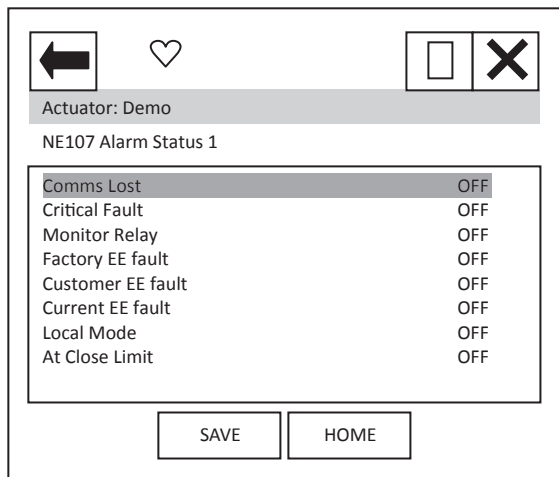 Actuator: Demo
NE107 Alarm Status 1
Comms Lost OFF
Critical Fault OFF
Monitor Relay OFF
Factory EE fault OFF
Customer EE fault OFF
Current EE fault OFF
Local Mode OFF
At Close Limit OFF
SAVE HOME